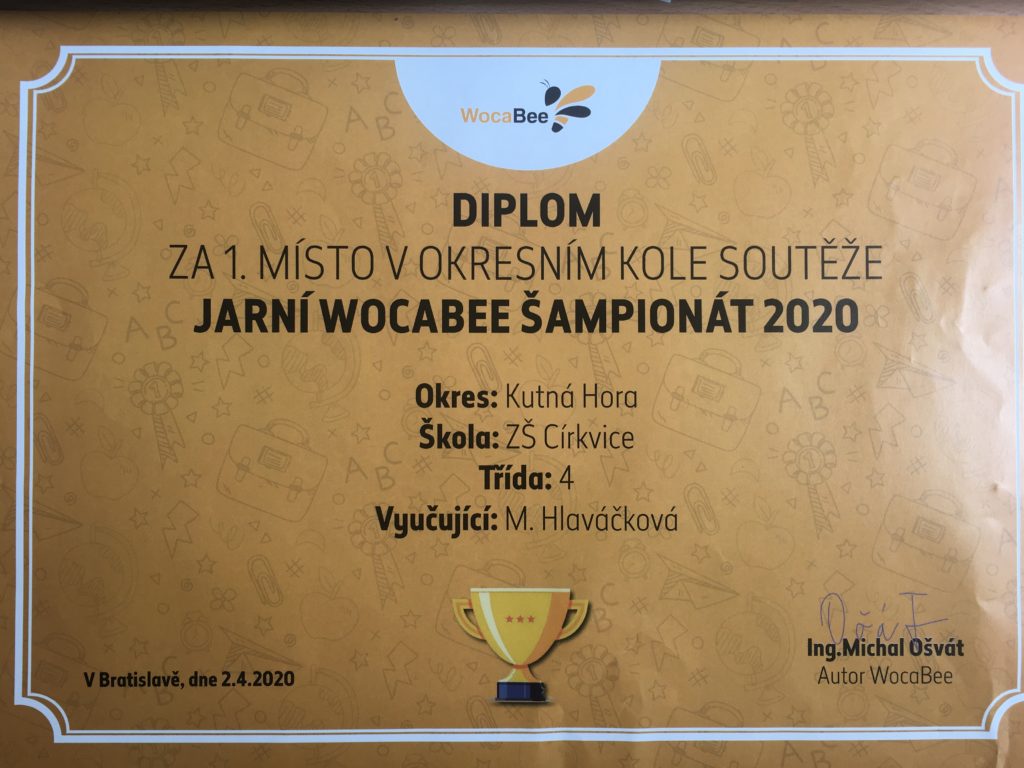 WocaBee
DIPLOM
ZA 1. MÍSTO V OKRESNÍM KOLE SOUTĚŽE
JARNÍ WOCABEE ŠAMPIONÁT 2020
Okres: Kutná Hora
Škola: ZŠ Církvice
Třída: 4
Vyučující: M. Hlaváčková
V Bratislavě, dne 2.4.2020
Ing.Michal Ošvát
Autor WocaBee